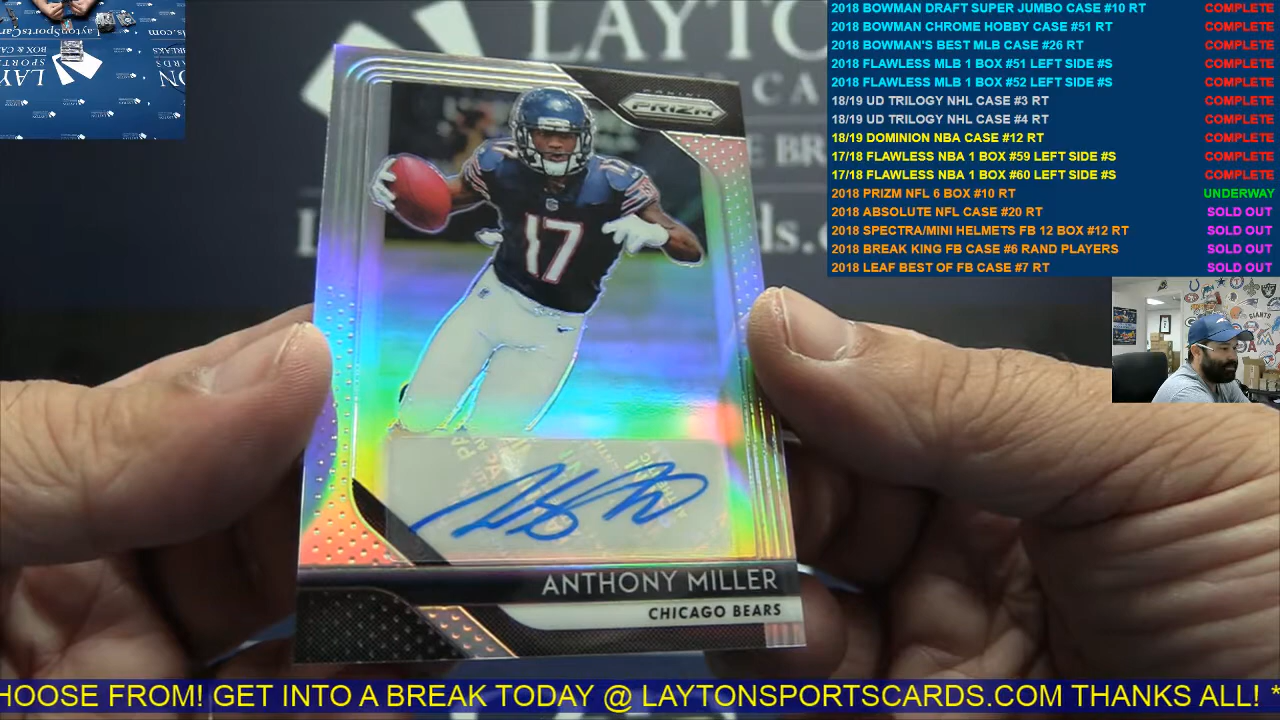 2018 BOWMAN DRAFT SUPER JUMBO CASE #10 RT COMPLETE
2018 BOWMAN CHROME HOBBY CASE #51 RT COMPLETE
2018 BOWMAN'S BEST MLB CASE #26 RT COMPLETE
2018 FLAWLESS MLB 1 BOX #51 LEFT SIDE #S COMPLETE
2018 FLAWLESS MLB 1 BOX #52 LEFT SIDE #S COMPLETE
18/19 UD TRILOGY NHL CASE #3 RT COMPLETE
18/19 UD TRILOGY NHL CASE #4 RT COMPLETE
18/19 DOMINION NBA CASE #12 RT COMPLETE
17/18 FLAWLESS NBA 1 BOX #59 LEFT SIDE #S COMPLETE
17/18 FLAWLESS NBA 1 BOX #60 LEFT SIDE #S COMPLETE
2018 PRIZM NFL 6 BOX #10 RT UNDERWAY
2018 ABSOLUTE NFL CASE #20 RT SOLD OUT
2018 SPECTRA/MINI HELMETS FB 12 BOX #12 RT SOLD OUT
2018 BREAK KING FB CASE #6 RAND PLAYERS SOLD OUT
2018 LEAF BEST OF FB CASE #7 RT SOLD OUT
LAYTO
PANINI
PRIZM
17
17
ANTHONY MILLER
CHICAGO BEARS
HOOSE FROM! GET INTO A BREAK TODAY @ LAYTONSPORTSCARDS.COM THANKS ALL! *